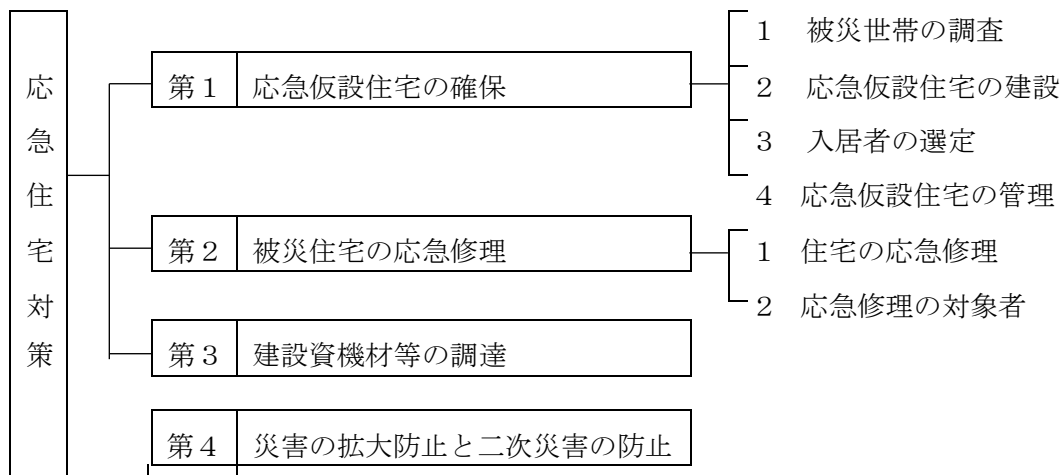 応急住宅対策
第１ 応急仮設住宅の確保
１ 被災世帯の調査
２ 応急仮設住宅の建設
３ 入居者の選定
４ 応急仮設住宅の管理
第２ 被災住宅の応急修理
１ 住宅の応急修理
２ 応急修理の対象者
第３ 建設資機材等の調達
第４ 災害の拡大防止と二次災害の防止